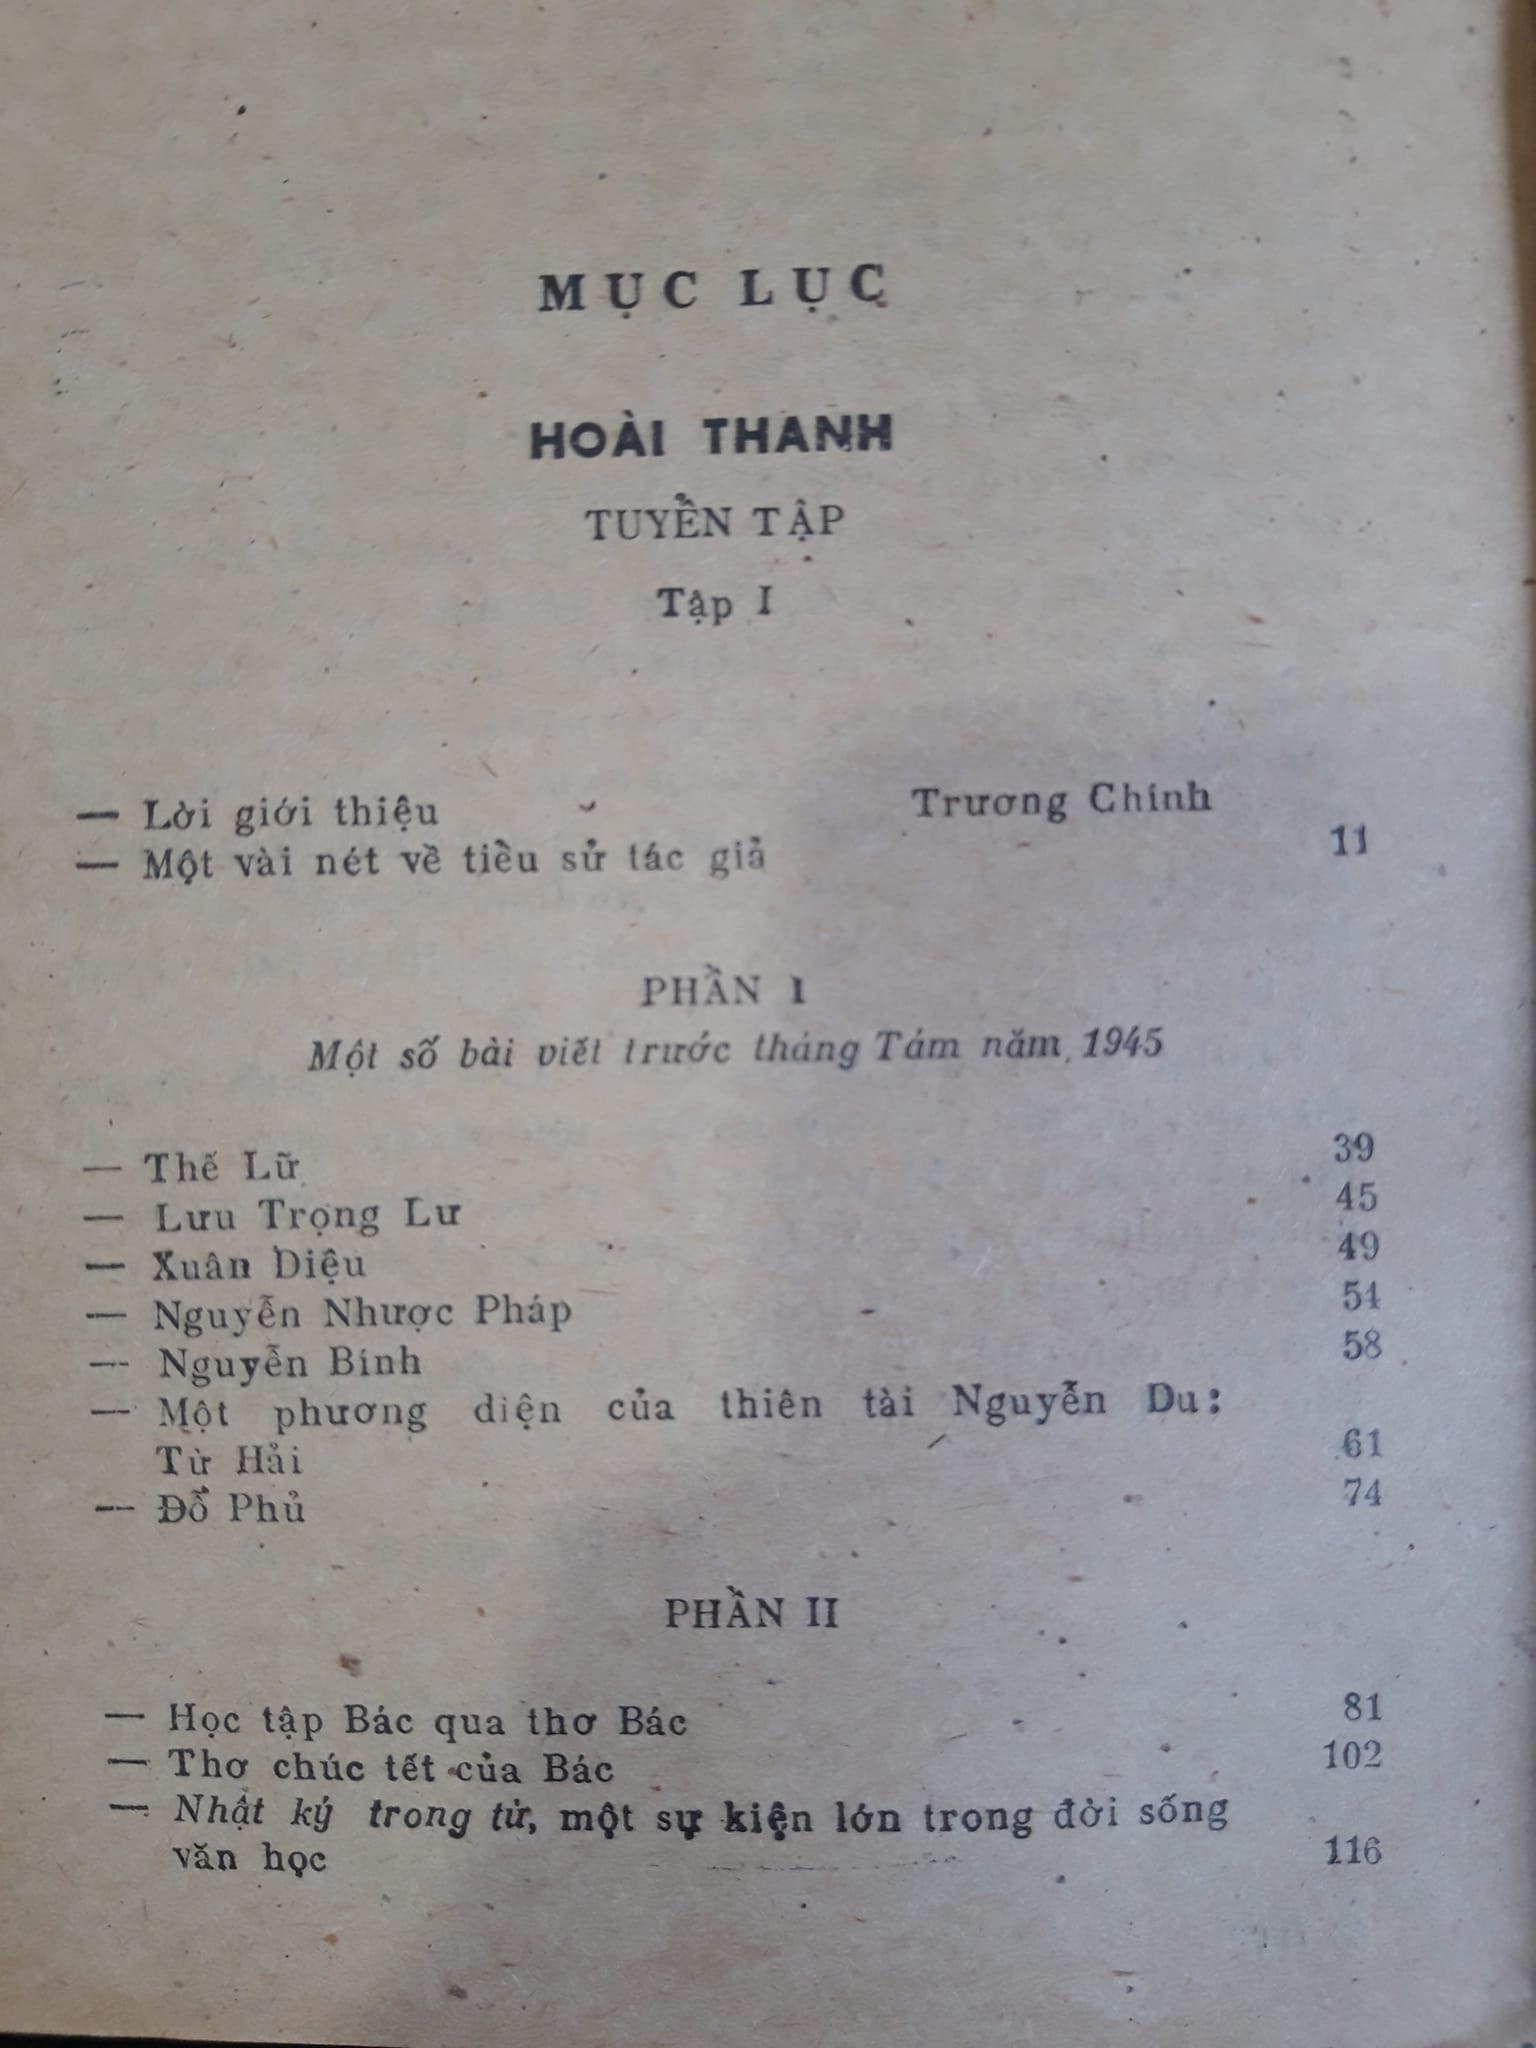 MỤC LỤC
HOÀI THANH
TUYỂN TẬP
Tập I
— Lời giới thiệu Trương Chính
— Một vài nét về tiểu sử tác giả 11
PHẦN I
Một số bài viết trước tháng Tám năm 1945
— Thế Lữ 39
— Lưu Trọng Lư 45
— Xuân Diệu 49
— Nguyễn Nhược Pháp 54
— Nguyễn Bính 58
— Một phương diện của thiên tài Nguyễn Du:
Từ Hải 61
— Đỗ Phủ 74
PHẦN II
— Học tập Bác qua thơ Bác 81
— Thơ chúc tết của Bác 102
— Nhật ký trong tù, một sự kiện lớn trong đời sống
văn học 116